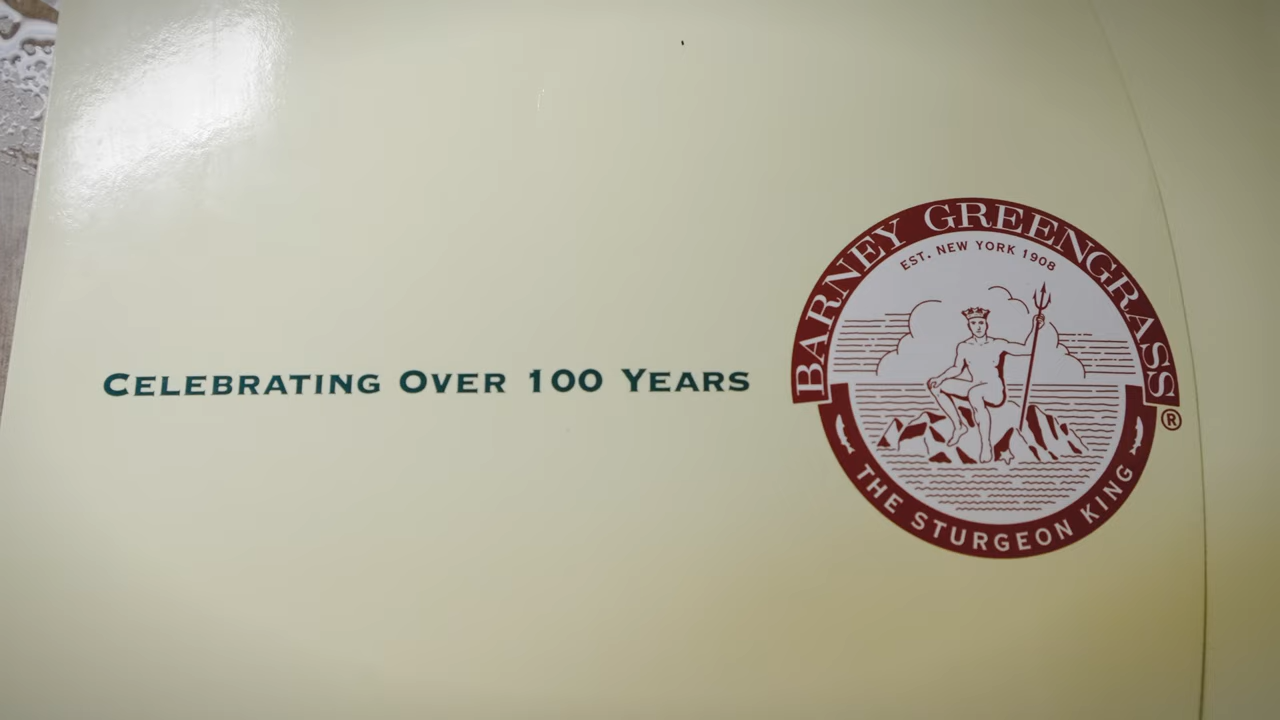 Celebrating Over 100 Years
BARNEY GREENGRASS
EST. NEW YORK 1908
THE STURGEON KING
®